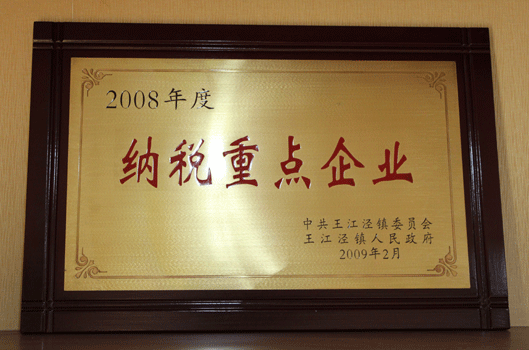 2008年度
纳税重点企业
中共王江泾镇委员会
王江泾镇人民政府
2009年2月